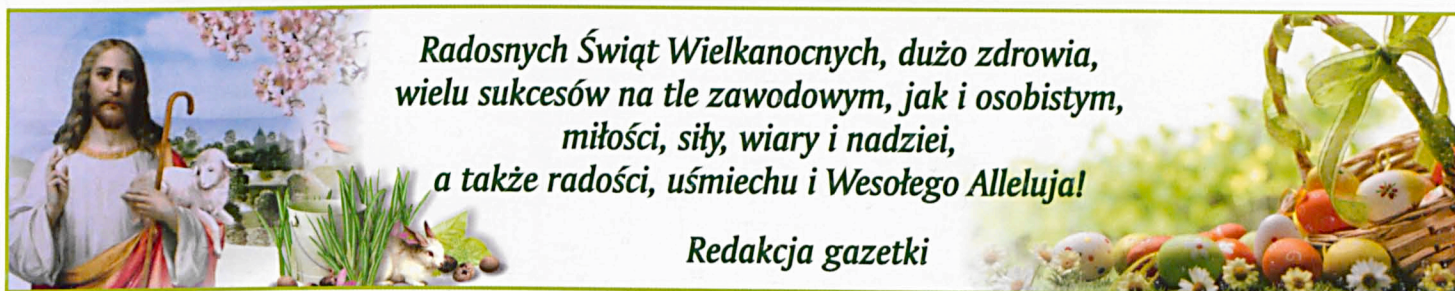 Radosnych Świąt Wielkanocnych, dużo zdrowia,
wielu sukcesów na tle zawodowym, jak i osobistym,
miłości, siły, wiary i nadziei,
a także radości, uśmiechu i Wesołego Alleluja!
Redakcja gazetki